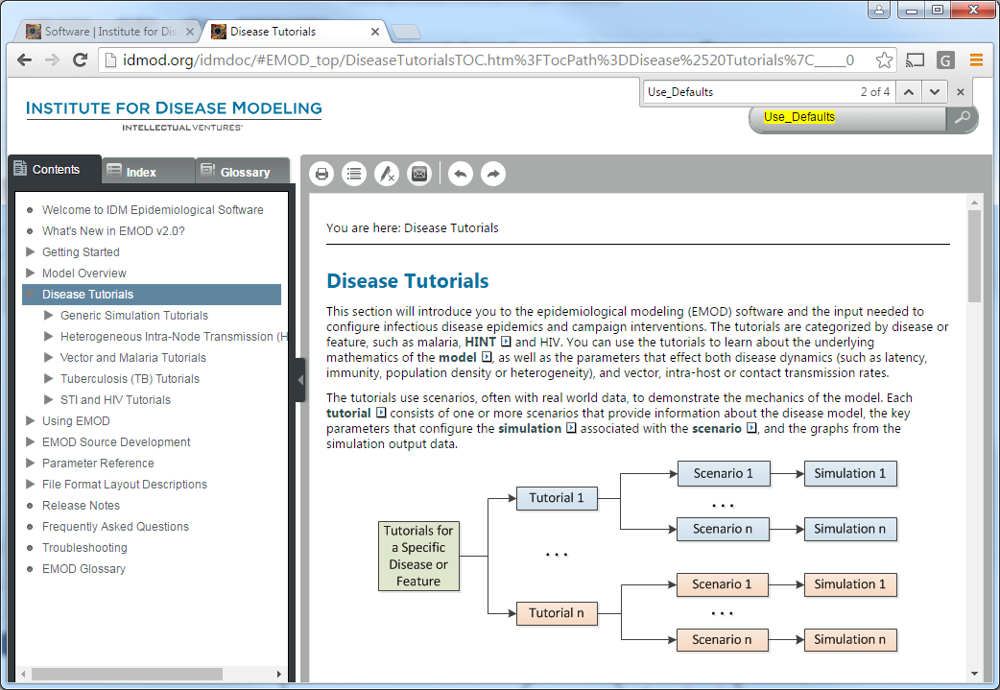 Software | Institute for Dis
Disease Tutorials
idmod.org/idmdoc/#EMOD_top/DiseaseTutorialsTOC.htm%3FTocPath%3DDisease%2520Tutorials%7C_____0
G
Use_Defaults
2 of 4
INSTITUTE FOR DISEASE MODELING
INTELLECTUAL VENTURES®
Use_Defaults
Contents
Index
Glossary
Welcome to IDM Epidemiological Software
What's New in EMOD v2.0?
Getting Started
Model Overview
Disease Tutorials
Generic Simulation Tutorials
Heterogeneous Intra-Node Transmission (H
Vector and Malaria Tutorials
Tuberculosis (TB) Tutorials
STI and HIV Tutorials
Using EMOD
EMOD Source Development
Parameter Reference
File Format Layout Descriptions
Release Notes
Frequently Asked Questions
Troubleshooting
EMOD Glossary
You are here: Disease Tutorials
Disease Tutorials
This section will introduce you to the epidemiological modeling (EMOD) software and the input needed to
configure infectious disease epidemics and campaign interventions. The tutorials are categorized by disease or
feature, such as malaria, HINT and HIV. You can use the tutorials to learn about the underlying
mathematics of the model , as well as the parameters that effect both disease dynamics (such as latency,
immunity, population density or heterogeneity), and vector, intra-host or contact transmission rates.
The tutorials use scenarios, often with real world data, to demonstrate the mechanics of the model. Each
tutorial consists of one or more scenarios that provide information about the disease model, the key
parameters that configure the simulation associated with the scenario , and the graphs from the
simulation output data.
Tutorials for
a Specific
Disease or
Feature
Tutorial 1
Scenario 1
Simulation 1
...
Scenario n
Simulation n
...
Tutorial n
Scenario 1
Simulation 1
...
Scenario n
Simulation n